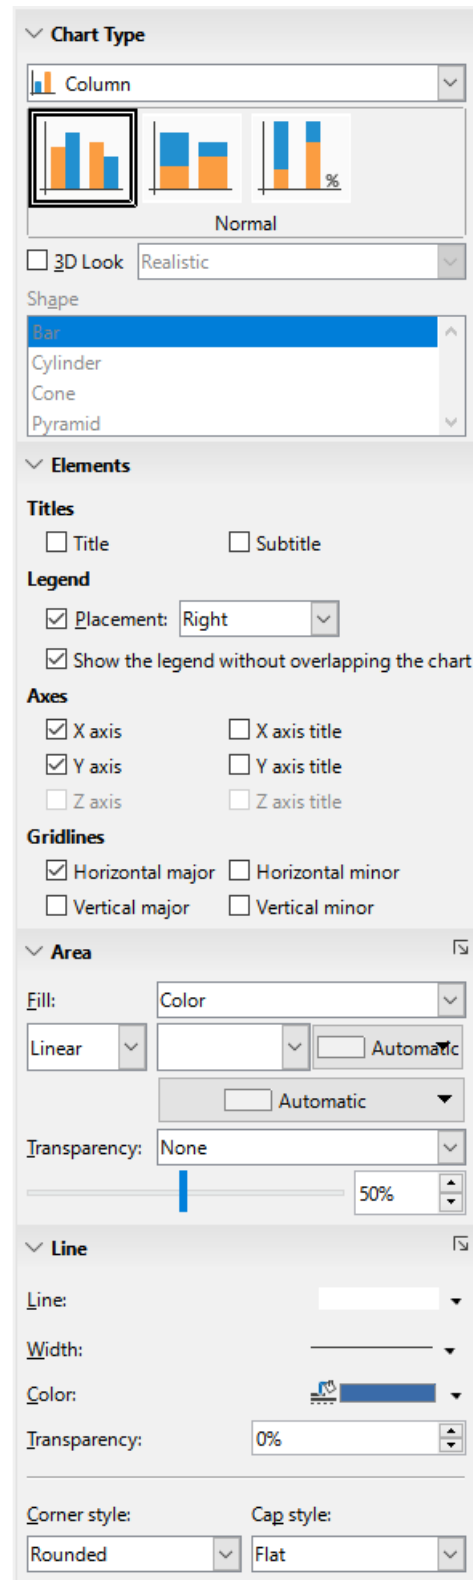 Chart Type
Column
%
Normal
3D Look Realistic
Shape
Bar
Cylinder
Cone
Pyramid
Elements
Titles
Title Subtitle
Legend
Placement: Right
Show the legend without overlapping the chart
Axes
X axis X axis title
Y axis Y axis title
Z axis Z axis title
Gridlines
Horizontal major Horizontal minor
Vertical major Vertical minor
Area
Fill: Color
Linear Automatic
Automatic
Transparency: None
50%
Line
Line:
Width:
Color:
Transparency: 0%
Corner style: Cap style:
Rounded Flat